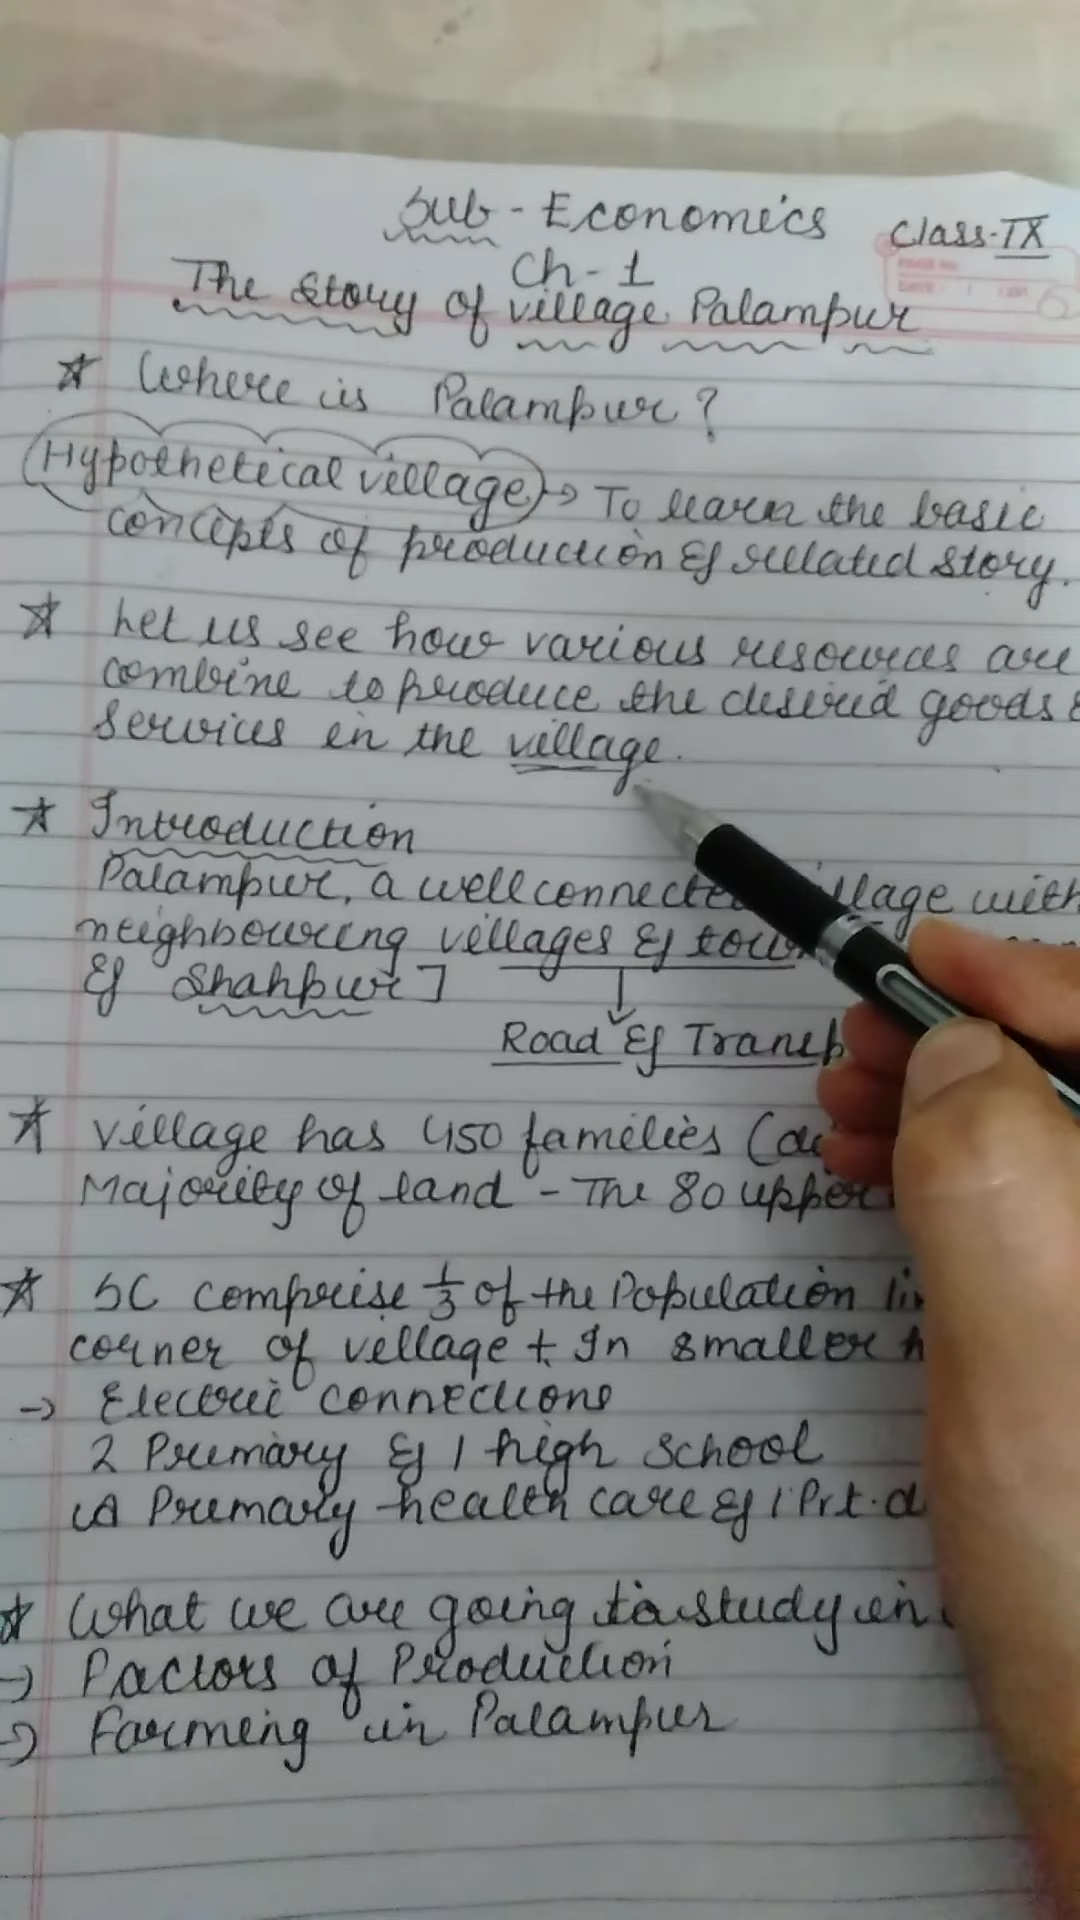 Sub - Economics Class-IX
Ch-1
PAGE No.
DATE: / /
The Story of village Palampur
☆ Where is Palampur?
Hypothetical village → To learn the basic
concepts of production & related story.
☆ Let us see how various resources are
combine to produce the desired goods &
services in the village.
☆ Introduction
Palampur, a well connected village with
neighbouring villages &
& Shahpur]
Road & Transp
☆ village has 450 families
Majority of land - The 80 upper
☆ SC comprise 1/3 of the Population
corner of village + In smaller
→ Electric connections
2 Primary & 1 high school
Primary health care & 1 Prt.
☆ What we are going to study in
→ Factors of Production
→ Farming in Palampur